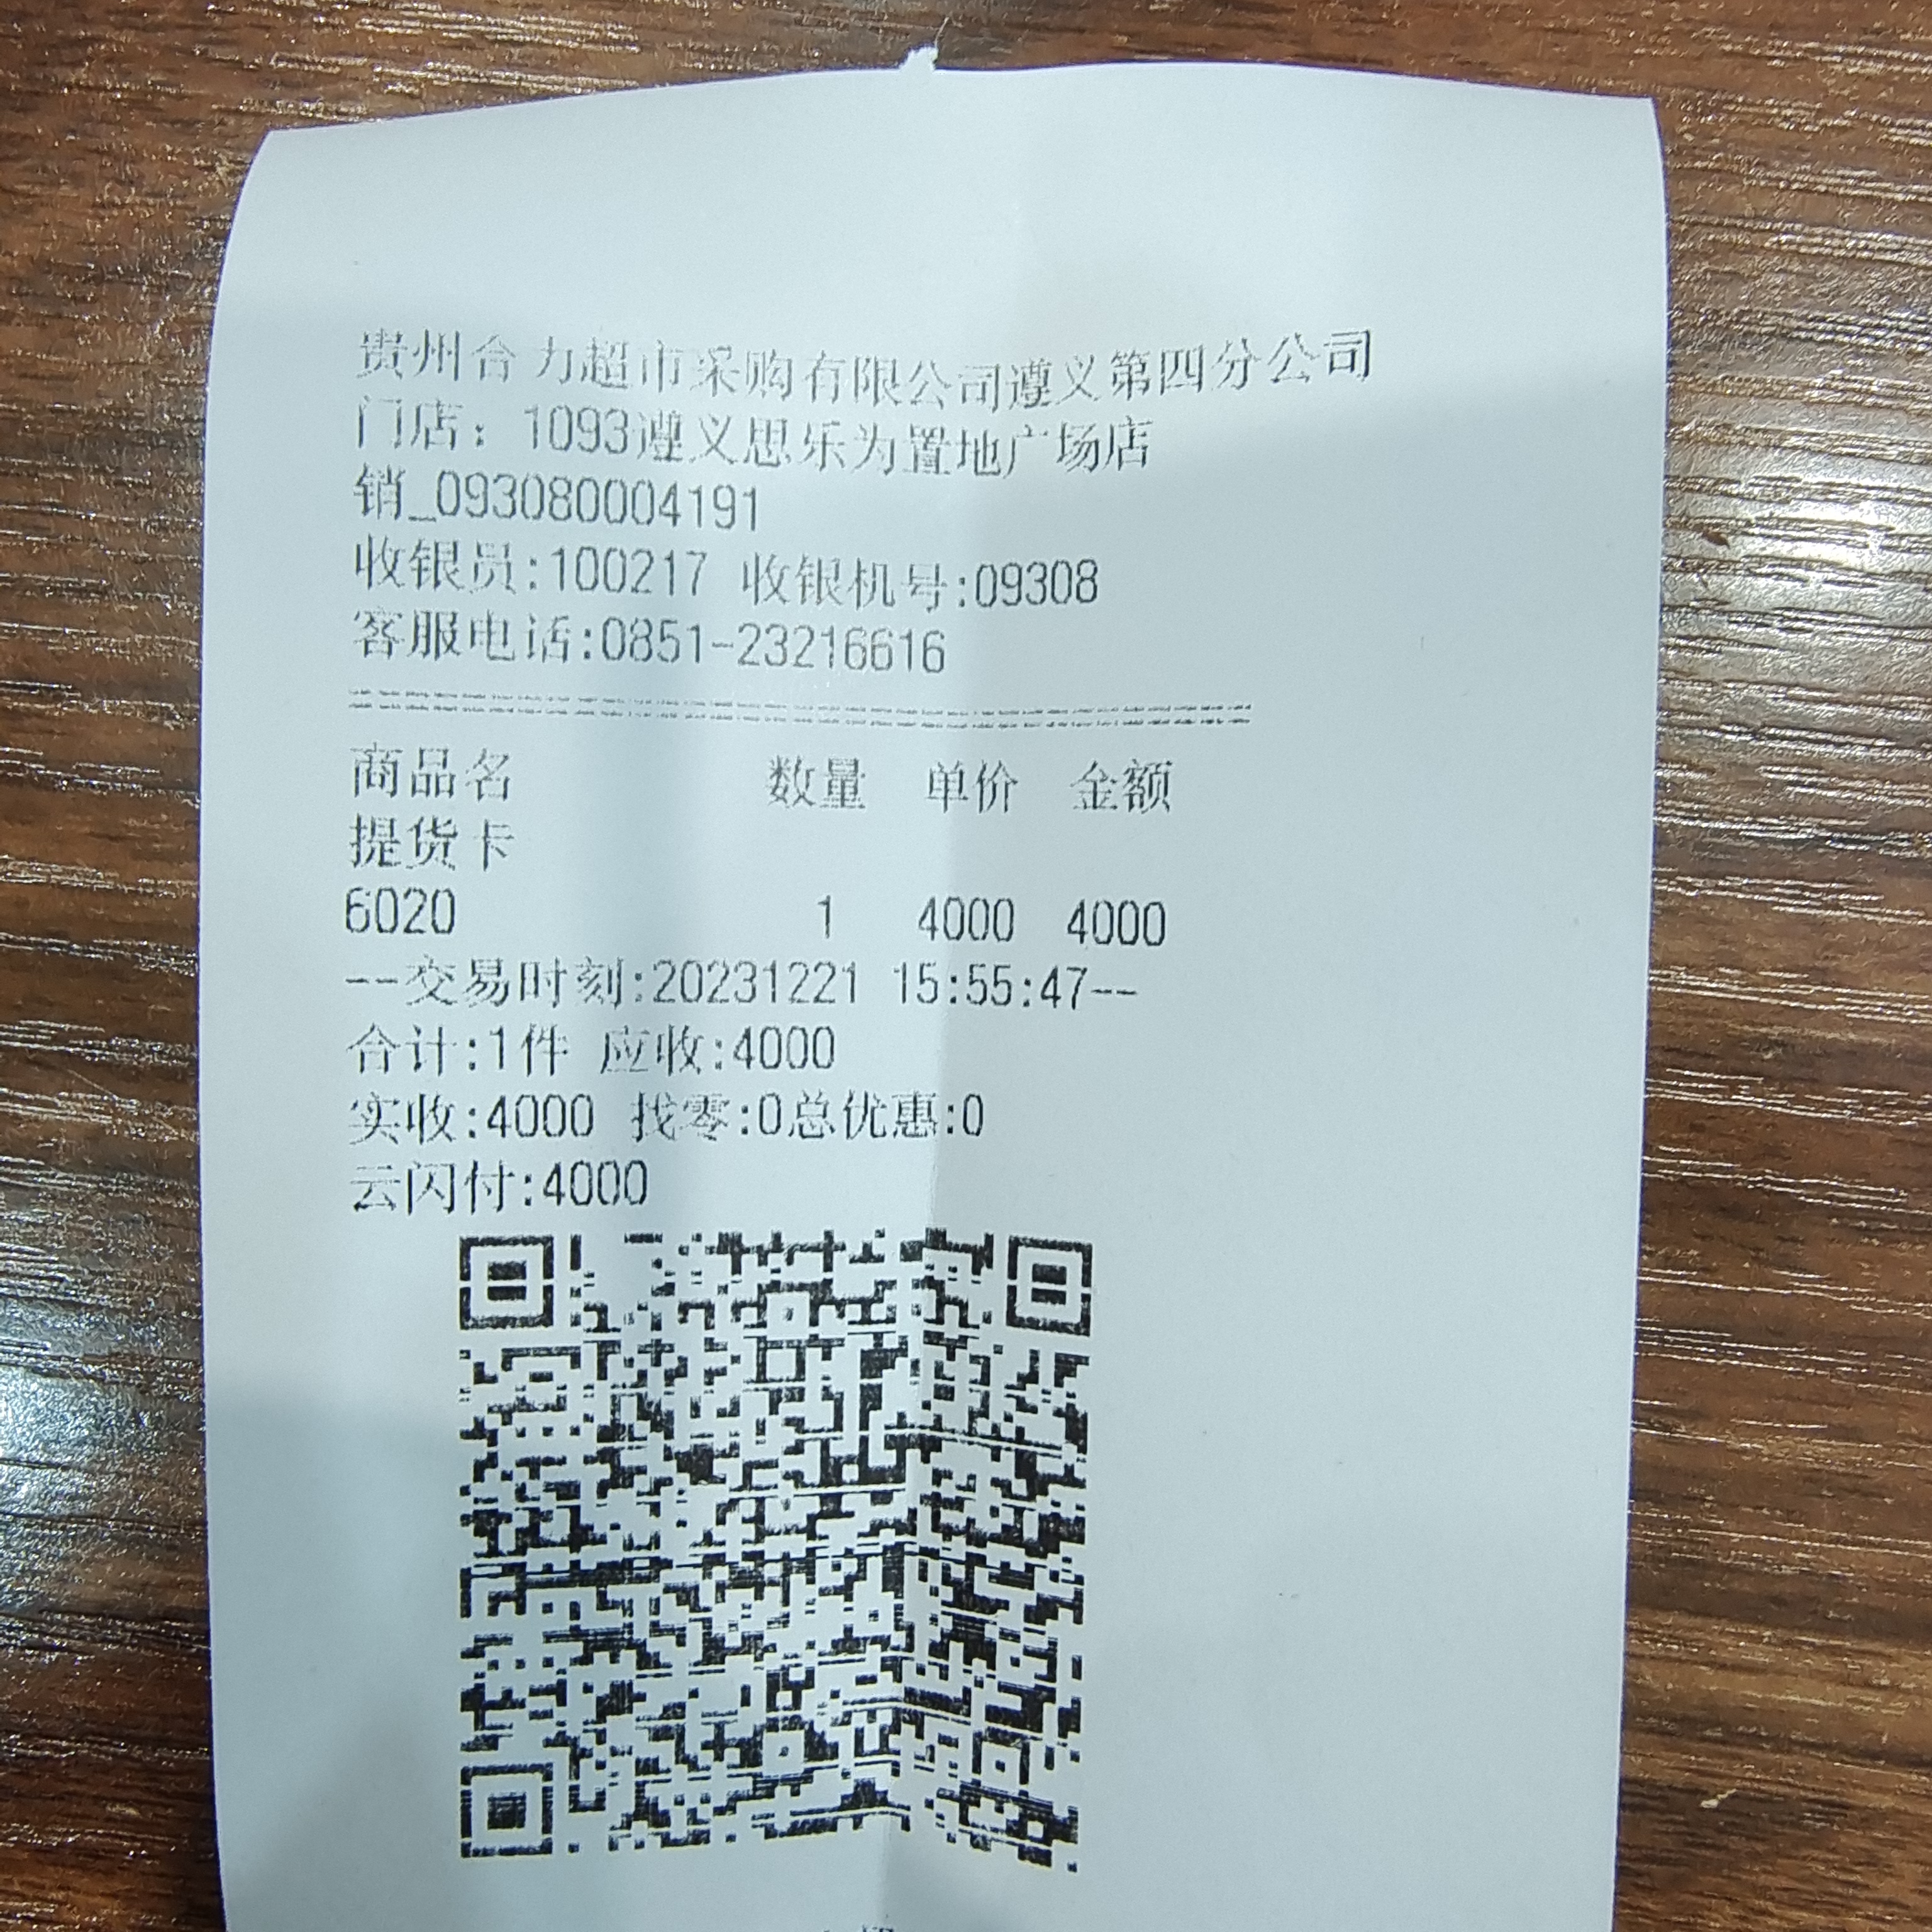 贵州合力超市采购有限公司遵义第四分公司
门店：1093遵义思乐为置地广场店
销_093080004191
收银员:100217 收银机号:09308
客服电话:0851-23216616
商品名 数量 单价 金额
提货卡
6020 1 4000 4000
--交易时刻:20231221 15:55:47--
合计:1件 应收:4000
实收:4000 找零:0总优惠:0
云闪付:4000